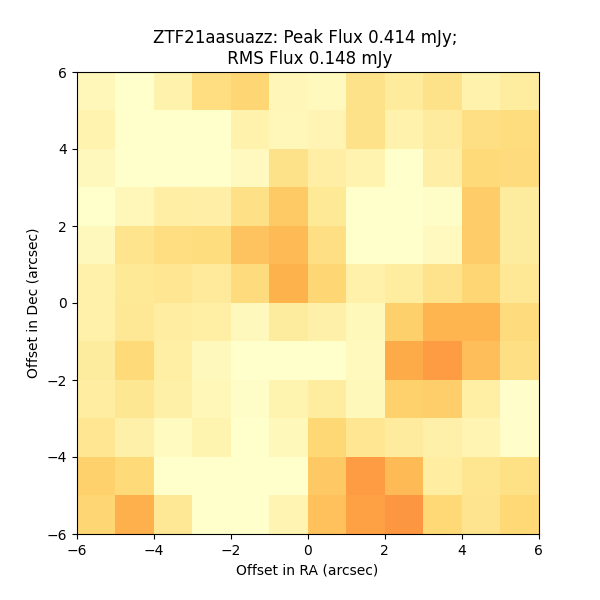 ZTF21aasuazz: Peak Flux 0.414 mJy;
RMS Flux 0.148 mJy
6
4
2
0
−2
−4
−6
Offset in Dec (arcsec)
−6 −4 −2 0 2 4 6
Offset in RA (arcsec)